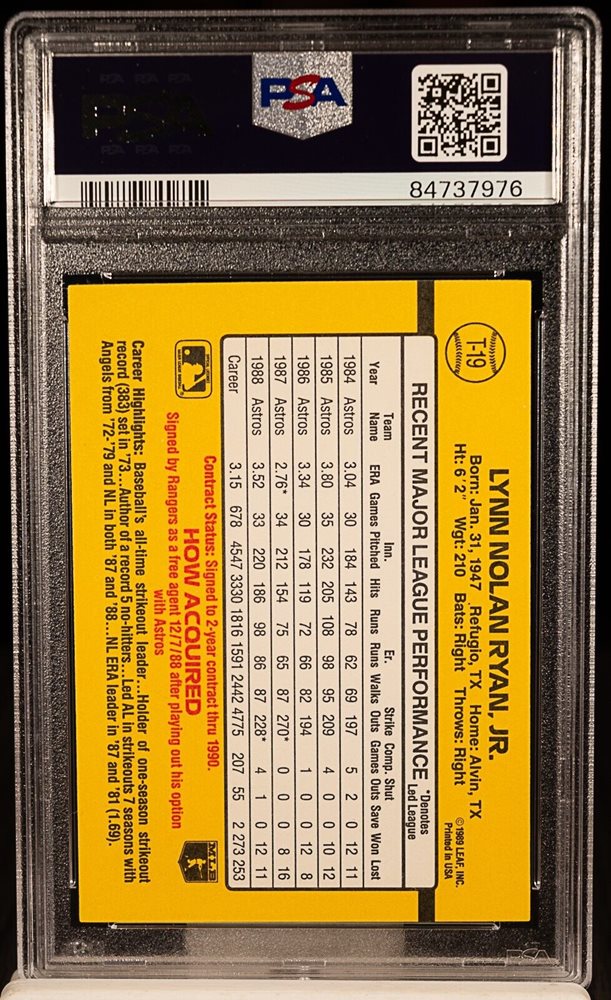 PSA
84737976
T-19
LYNN NOLAN RYAN, JR.
Born: Jan. 31, 1947 Refugio, TX Home: Alvin, TX
Ht: 6'2" Wgt: 210 Bats: Right Throws: Right
©1989 LEAF, INC.
Printed in USA
RECENT MAJOR LEAGUE PERFORMANCE
*Denotes
Led League
Team Inn. Er. Strike Comp. Shut
Year Name ERA Games Pitched Hits Runs Runs Walks Outs Games Outs Save Won Lost
1984 Astros 3.04 30 184 143 78 62 69 197 5 2 0 12 11
1985 Astros 3.80 35 232 205 108 98 95 209 4 0 0 10 12
1986 Astros 3.34 30 178 119 72 66 82 194 1 0 0 12 8
1987 Astros 2.76* 34 212 154 75 65 87 270* 0 0 0 8 16
1988 Astros 3.52 33 220 186 98 86 87 228* 4 1 0 12 11
Career 3.15 678 4547 3330 1816 1591 2442 4775 207 55 2 273 253
Contract Status: Signed to 2-year contract thru 1990.
HOW ACQUIRED
Signed by Rangers as a free agent 12/7/88 after playing out his option
with Astros
MLB
Career Highlights: Baseball's all-time strikeout leader...Holder of one-season strikeout
record (383) set in '73...Author of a record 5 no-hitters...Led AL in strikeouts 7 seasons with
Angels from '72-'79 and NL in both '87 and '88...NL ERA leader in '87 and '81 (1.69).